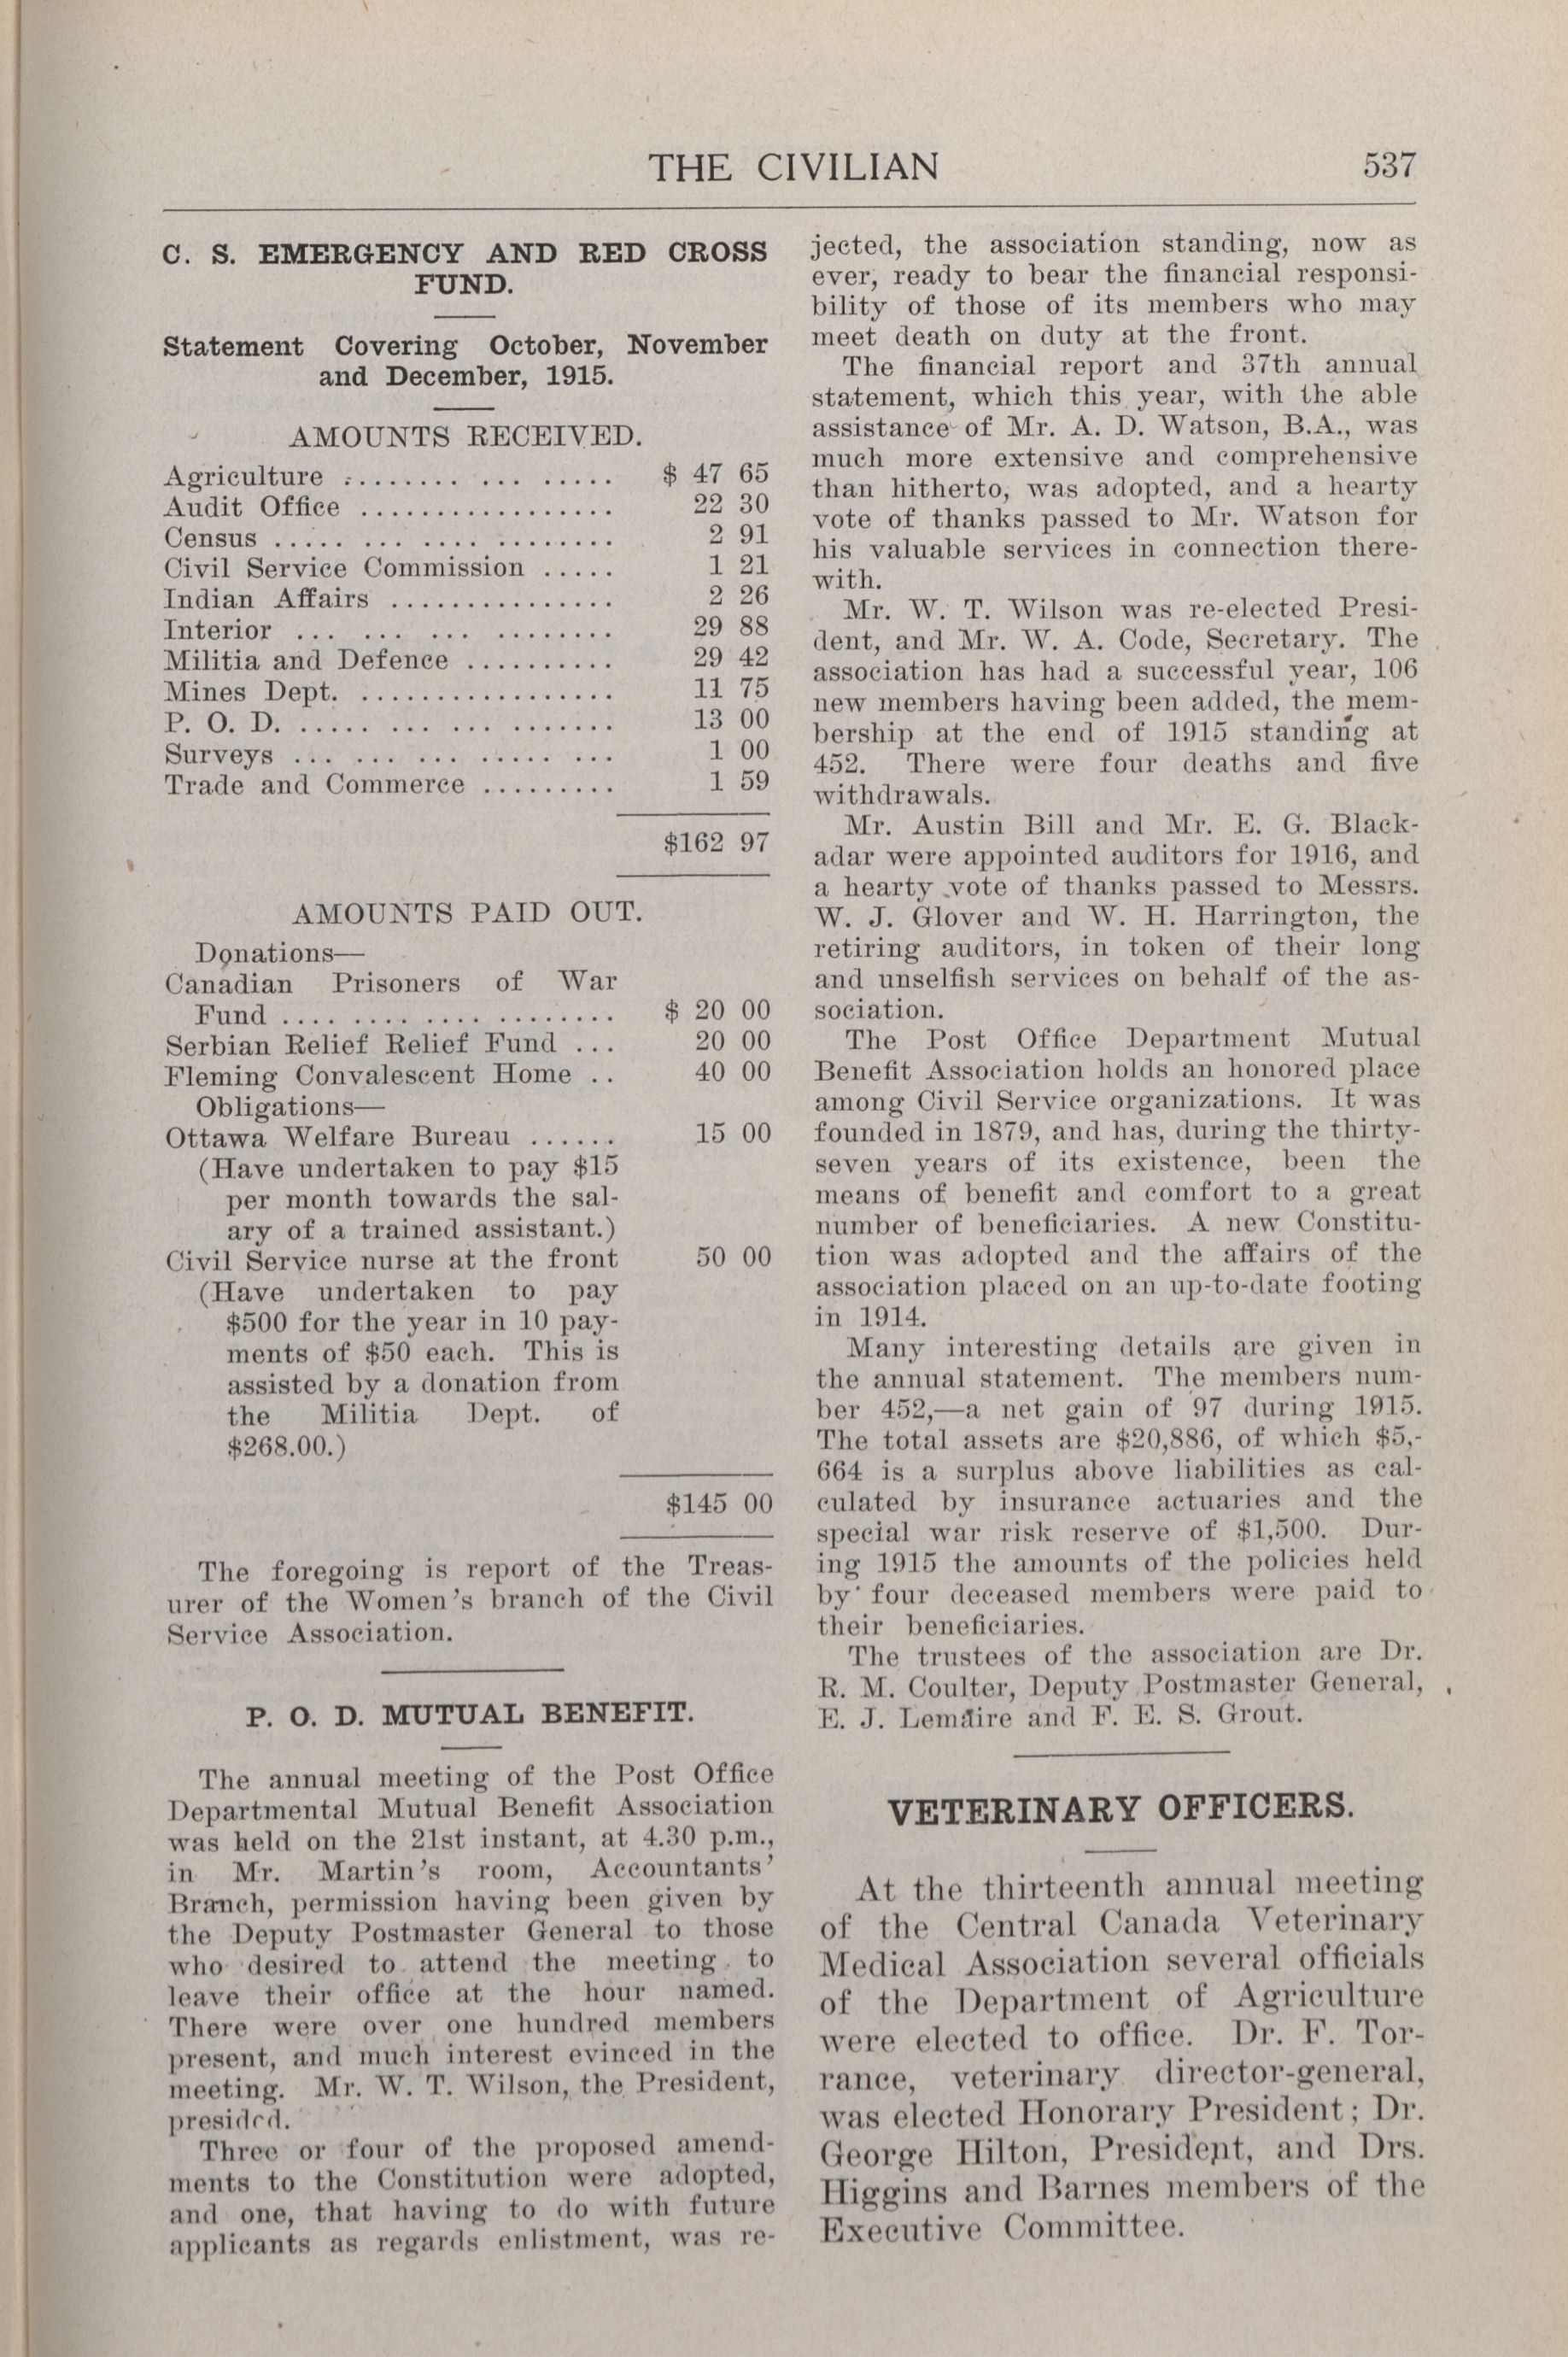 THE CIVILIAN 537
C. S. EMERGENCY AND RED CROSS
FUND.
Statement Covering October, November
and December, 1915.
AMOUNTS RECEIVED.
Agriculture :....... ... ..... $ 47 65
Audit Office ................. 22 30
Census ..... ... .... ........ 2 91
Civil Service Commission ..... 1 21
Indian Affairs ............... 2 26
Interior ... ... ... ........ 29 88
Militia and Defence .......... 29 42
Mines Dept. ................. 11 75
P. O. D. ..... ... ... ....... 13 00
Surveys ... ... ... ..... ... 1 00
Trade and Commerce ......... 1 59
$162 97
AMOUNTS PAID OUT.
Donations—
Canadian Prisoners of War
Fund .... .... .... ........ $ 20 00
Serbian Relief Relief Fund ... 20 00
Fleming Convalescent Home .. 40 00
Obligations—
Ottawa Welfare Bureau ...... 15 00
(Have undertaken to pay $15
per month towards the sal-
ary of a trained assistant.)
Civil Service nurse at the front 50 00
(Have undertaken to pay
$500 for the year in 10 pay-
ments of $50 each. This is
assisted by a donation from
the Militia Dept. of
$268.00.)
$145 00
The foregoing is report of the Treas-
urer of the Women's branch of the Civil
Service Association.
P. O. D. MUTUAL BENEFIT.
The annual meeting of the Post Office
Departmental Mutual Benefit Association
was held on the 21st instant, at 4.30 p.m.,
in Mr. Martin's room, Accountants'
Branch, permission having been given by
the Deputy Postmaster General to those
who desired to attend the meeting to
leave their office at the hour named.
There were over one hundred members
present, and much interest evinced in the
meeting. Mr. W. T. Wilson, the President,
presided.
Three or four of the proposed amend-
ments to the Constitution were adopted,
and one, that having to do with future
applicants as regards enlistment, was re-
jected, the association standing, now as
ever, ready to bear the financial responsi-
bility of those of its members who may
meet death on duty at the front.
The financial report and 37th annual
statement, which this year, with the able
assistance of Mr. A. D. Watson, B.A., was
much more extensive and comprehensive
than hitherto, was adopted, and a hearty
vote of thanks passed to Mr. Watson for
his valuable services in connection there-
with.
Mr. W. T. Wilson was re-elected Presi-
dent, and Mr. W. A. Code, Secretary. The
association has had a successful year, 106
new members having been added, the mem-
bership at the end of 1915 standing at
452. There were four deaths and five
withdrawals.
Mr. Austin Bill and Mr. E. G. Black-
adar were appointed auditors for 1916, and
a hearty vote of thanks passed to Messrs.
W. J. Glover and W. H. Harrington, the
retiring auditors, in token of their long
and unselfish services on behalf of the as-
sociation.
The Post Office Department Mutual
Benefit Association holds an honored place
among Civil Service organizations. It was
founded in 1879, and has, during the thirty-
seven years of its existence, been the
means of benefit and comfort to a great
number of beneficiaries. A new Constitu-
tion was adopted and the affairs of the
association placed on an up-to-date footing
in 1914.
Many interesting details are given in
the annual statement. The members num-
ber 452,—a net gain of 97 during 1915.
The total assets are $20,886, of which $5,-
664 is a surplus above liabilities as cal-
culated by insurance actuaries and the
special war risk reserve of $1,500. Dur-
ing 1915 the amounts of the policies held
by four deceased members were paid to
their beneficiaries.
The trustees of the association are Dr.
R. M. Coulter, Deputy Postmaster General,
E. J. Lemaire and F. E. S. Grout.
VETERINARY OFFICERS.
At the thirteenth annual meeting
of the Central Canada Veterinary
Medical Association several officials
of the Department of Agriculture
were elected to office. Dr. F. Tor-
rance, veterinary director-general,
was elected Honorary President; Dr.
George Hilton, President, and Drs.
Higgins and Barnes members of the
Executive Committee.